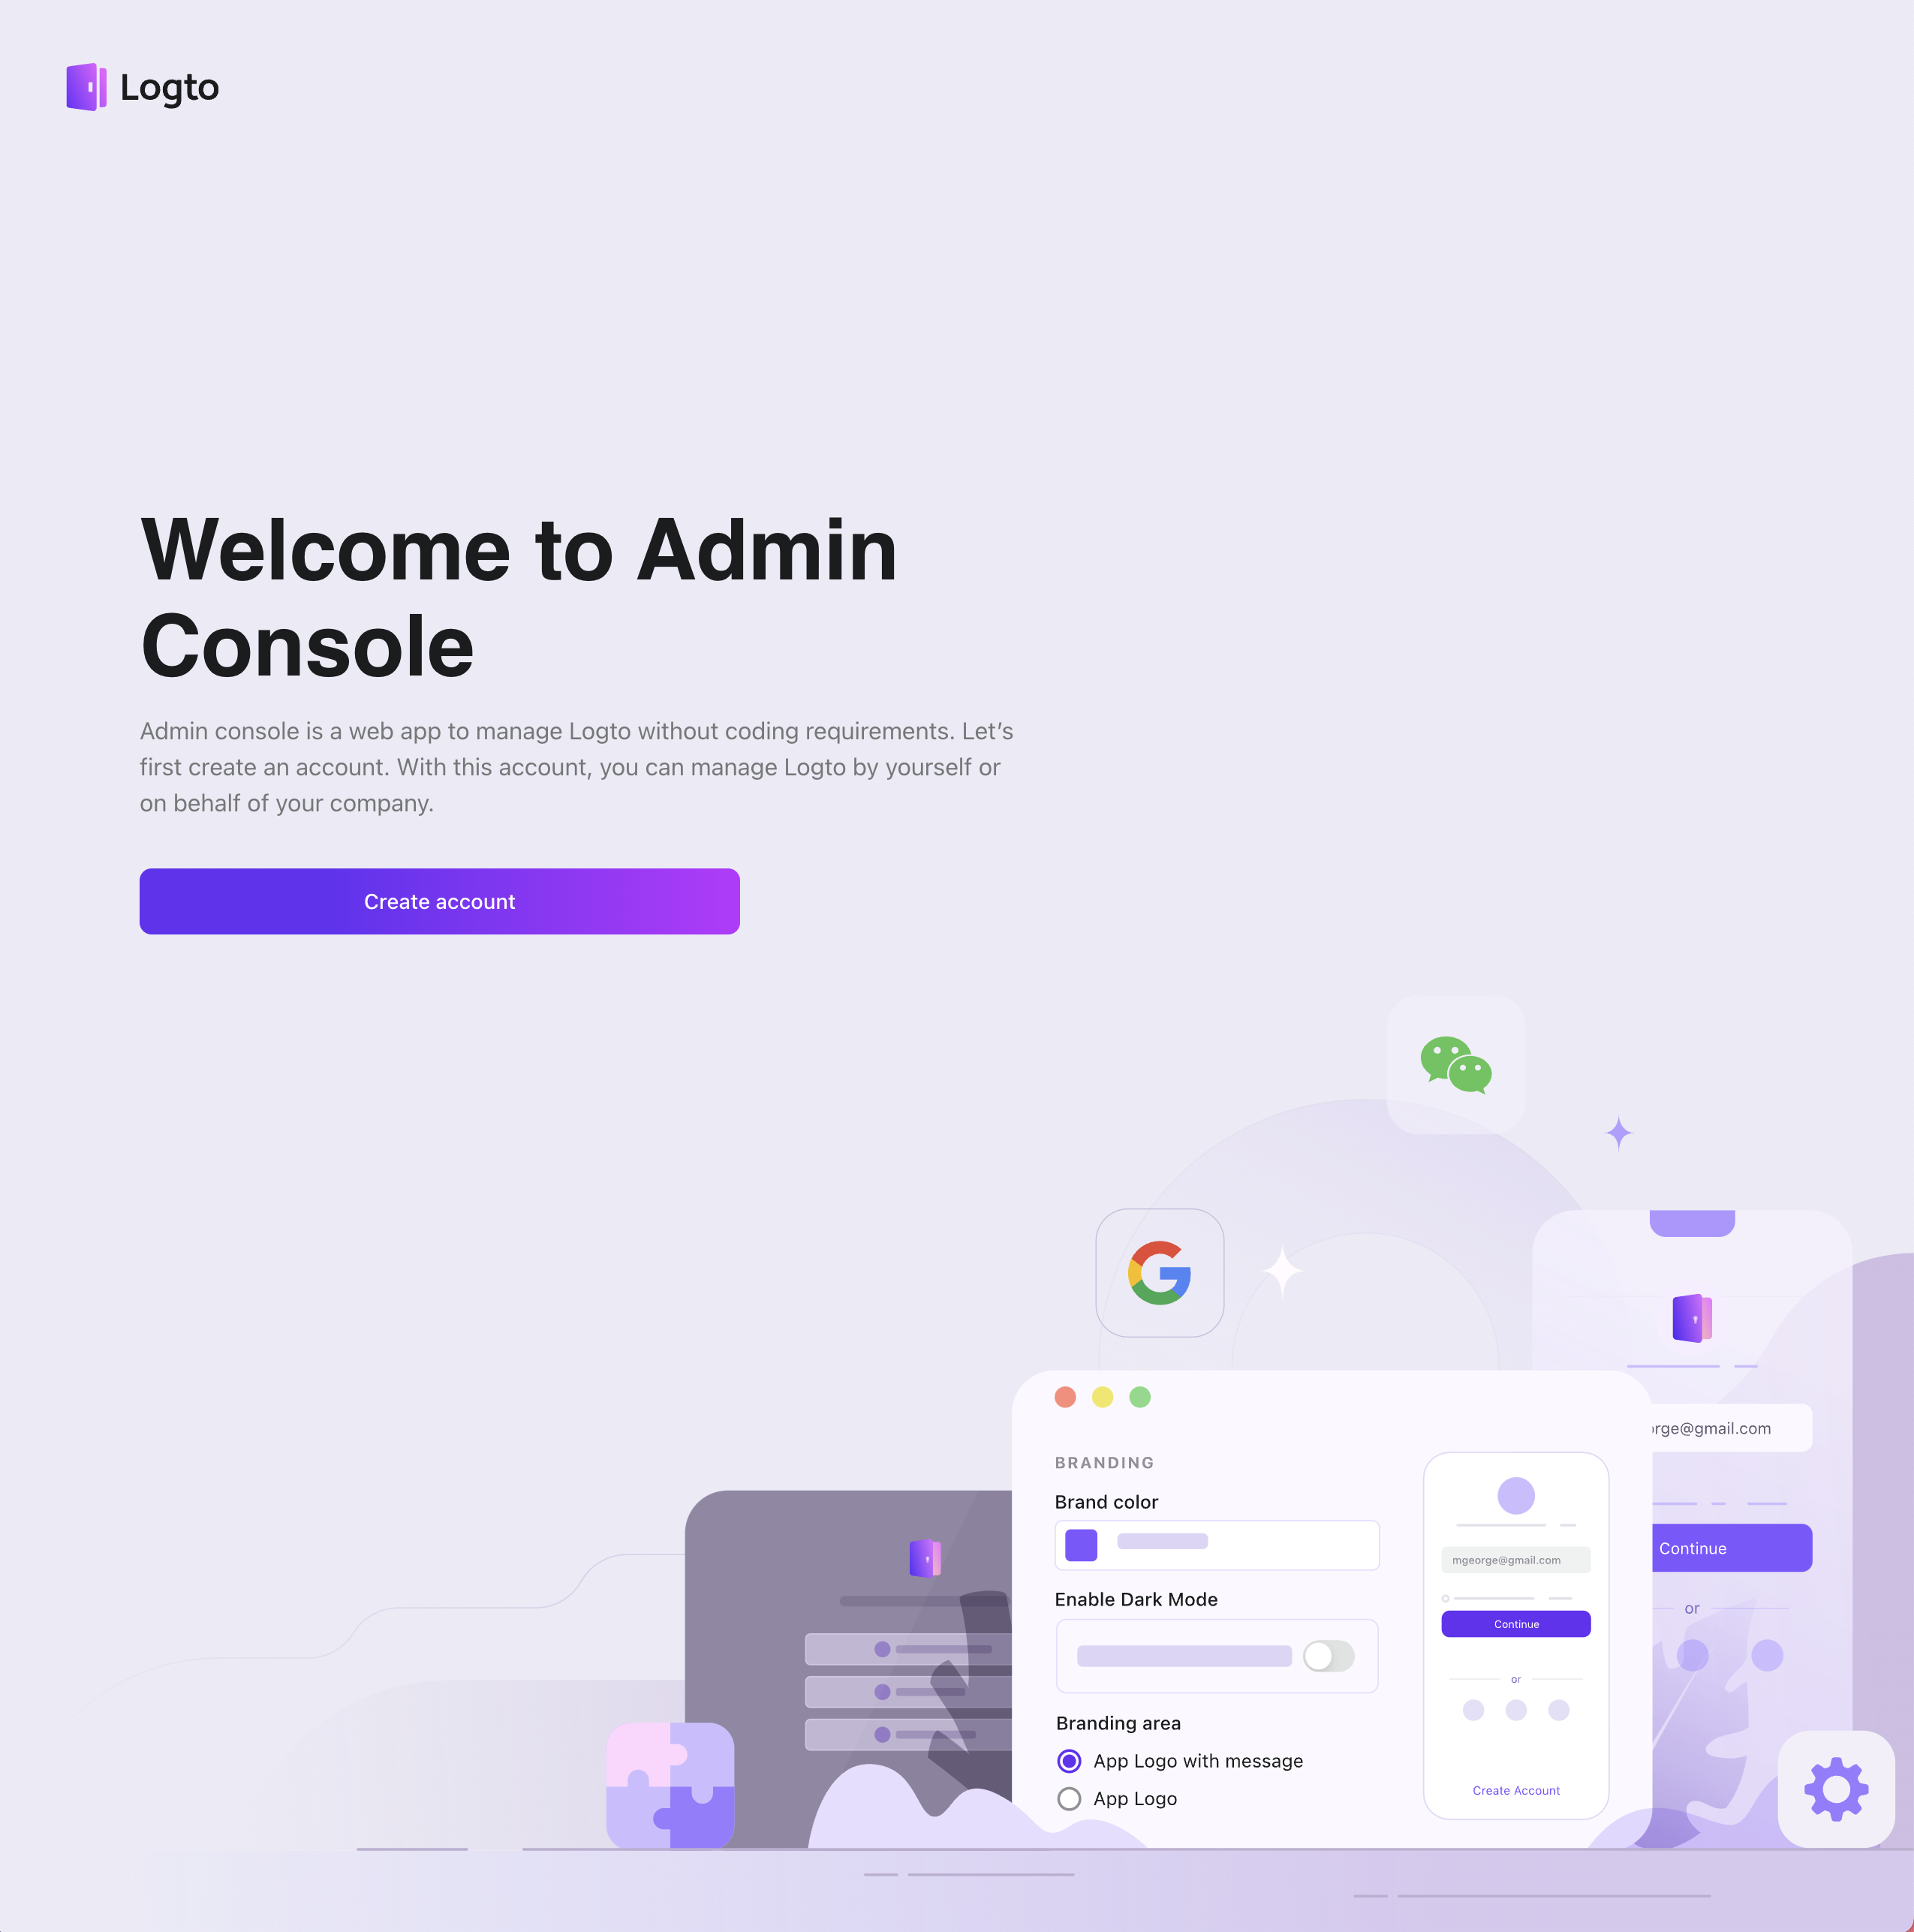 Logto
Welcome to Admin
Console
Admin console is a web app to manage Logto without coding requirements. Let’s
first create an account. With this account, you can manage Logto by yourself or
on behalf of your company.
Create account
BRANDING
Brand color
Enable Dark Mode
Branding area
App Logo with message
App Logo
mgeorge@gmail.com
Continue
or
Create Account
rge@gmail.com
Continue
or